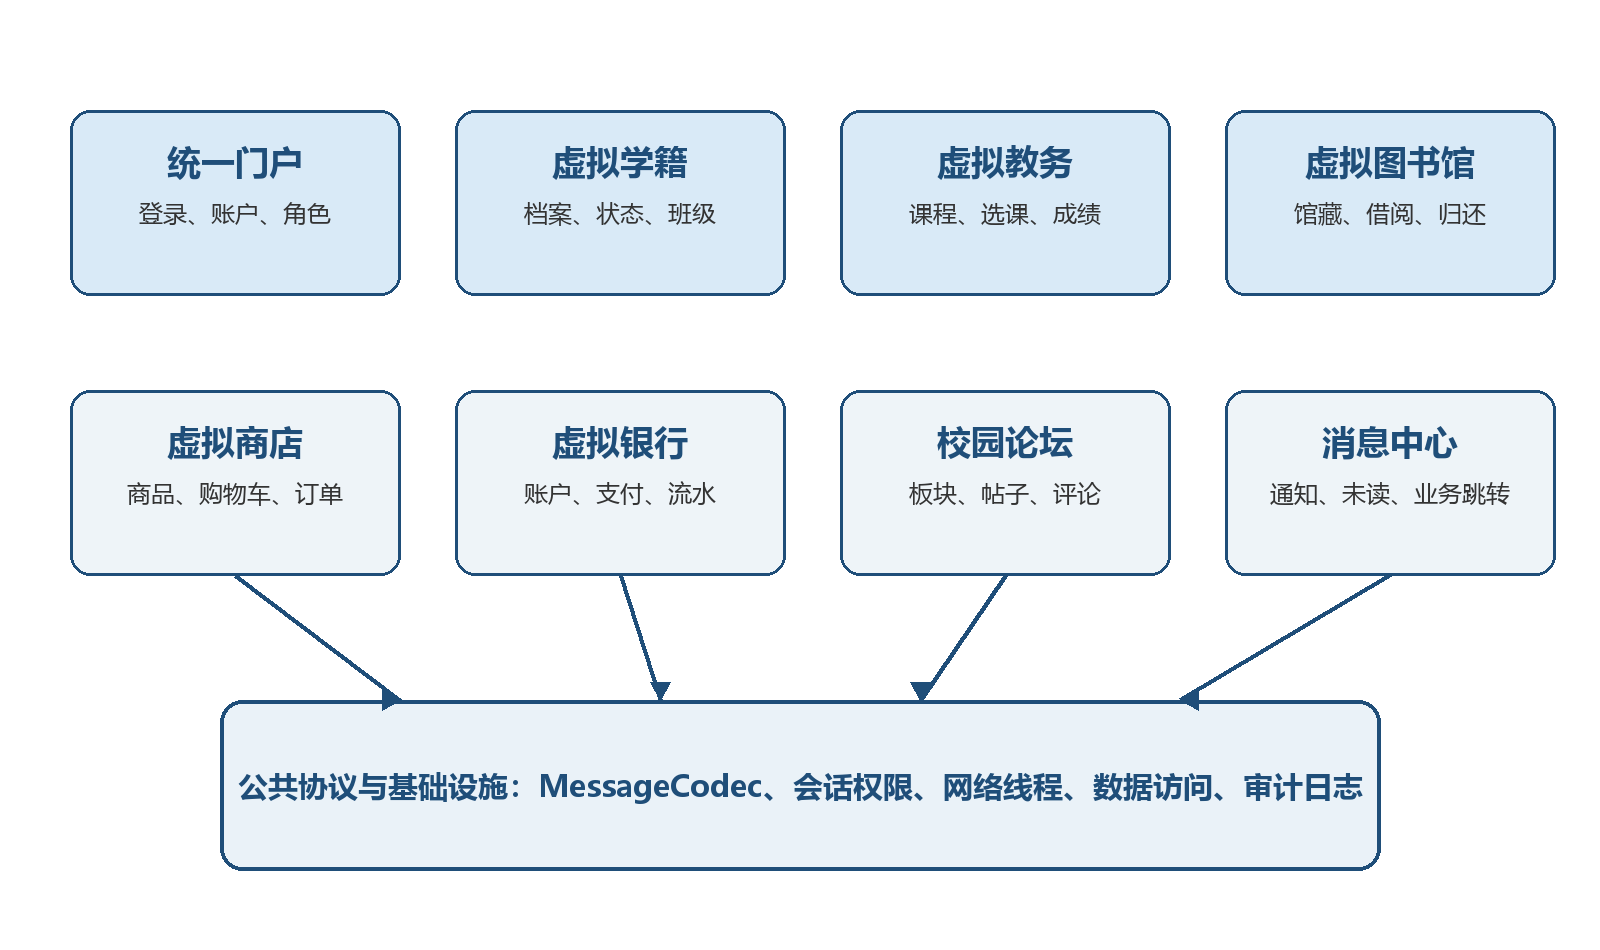 统一门户
登录、账户、角色
虚拟学籍
档案、状态、班级
虚拟教务
课程、选课、成绩
虚拟图书馆
馆藏、借阅、归还
虚拟商店
商品、购物车、订单
虚拟银行
账户、支付、流水
校园论坛
板块、帖子、评论
消息中心
通知、未读、业务跳转
公共协议与基础设施：MessageCodec、会话权限、网络线程、数据访问、审计日志